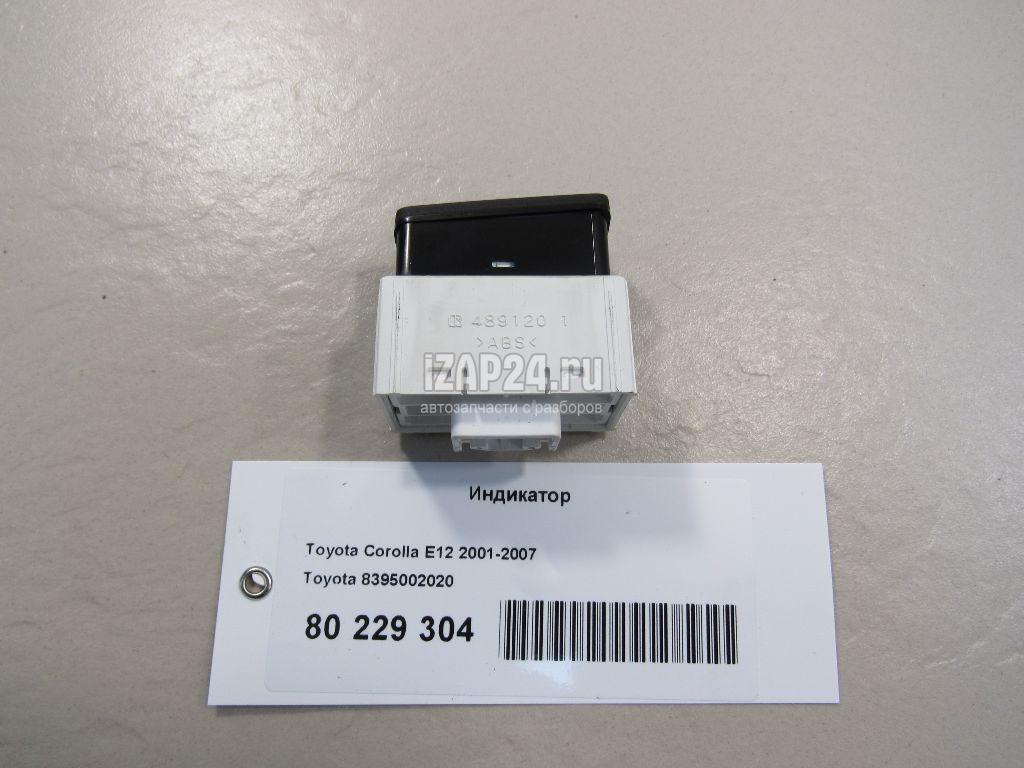 489120 1
>ABS<
iZAP24.ru
автозапчасти с разборов
Индикатор
Toyota Corolla E12 2001-2007
Toyota 8395002020
80 229 304